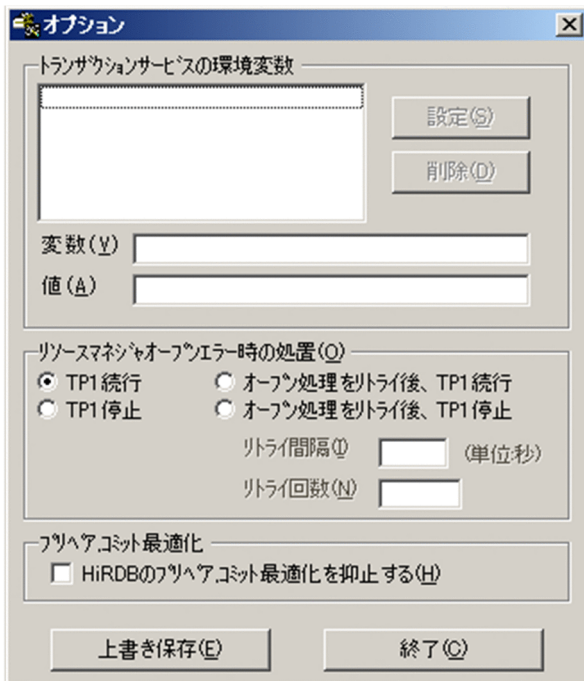 オプション
トランザクションサービスの環境変数
設定(S)
削除(D)
変数(V)
値(A)
リソースマネジャオープンエラー時の処置(O)
TP1続行
オープン処理をリトライ後、TP1続行
TP1停止
オープン処理をリトライ後、TP1停止
リトライ間隔(I)
(単位:秒)
リトライ回数(N)
プリペア,コミット最適化
HiRDBのプリペア,コミット最適化を抑止する(H)
上書き保存(E)
終了(C)